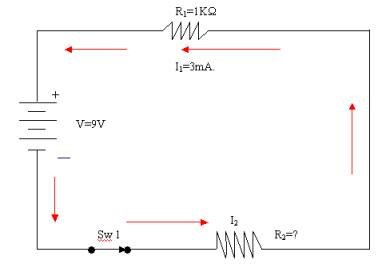 R₁=1KΩ
I₁=3mA.
+
V=9V
—
Sw 1
I₂
R₂=?